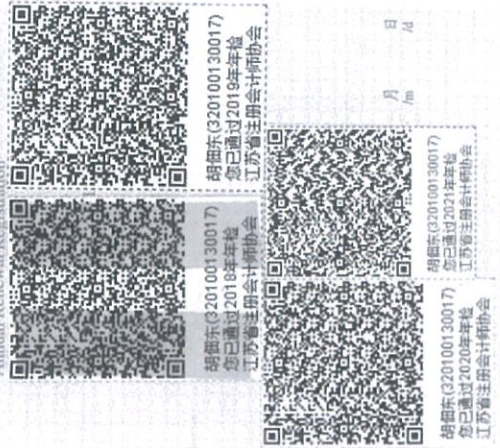 胡佃东(320100130017)
您已通过2018年年检
江苏省注册会计师协会
胡佃东(320100130017)
您已通过2019年年检
江苏省注册会计师协会
胡佃东(320100130017)
您已通过2020年年检
江苏省注册会计师协会
胡佃东(320100130017)
您已通过2021年年检
江苏省注册会计师协会
月 日
/m /d